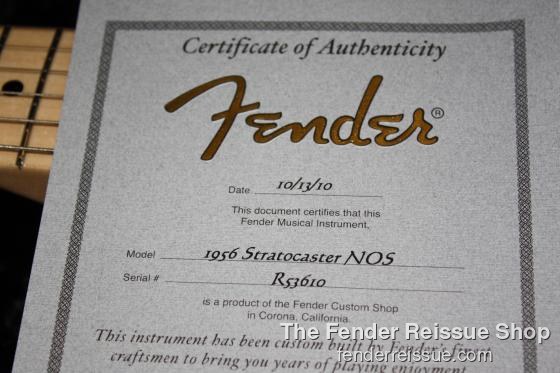 Certificate of Authenticity
Fender®
Date 10/13/10
This document certifies that this
Fender Musical Instrument,
Model 1956 Stratocaster NOS
Serial # R53610
is a product of the Fender Custom Shop
in Corona, California.
This instrument has been custom built by Fender's
craftsmen to bring you years of playing enjoyment
The Fender Reissue Shop
fenderreissue.com